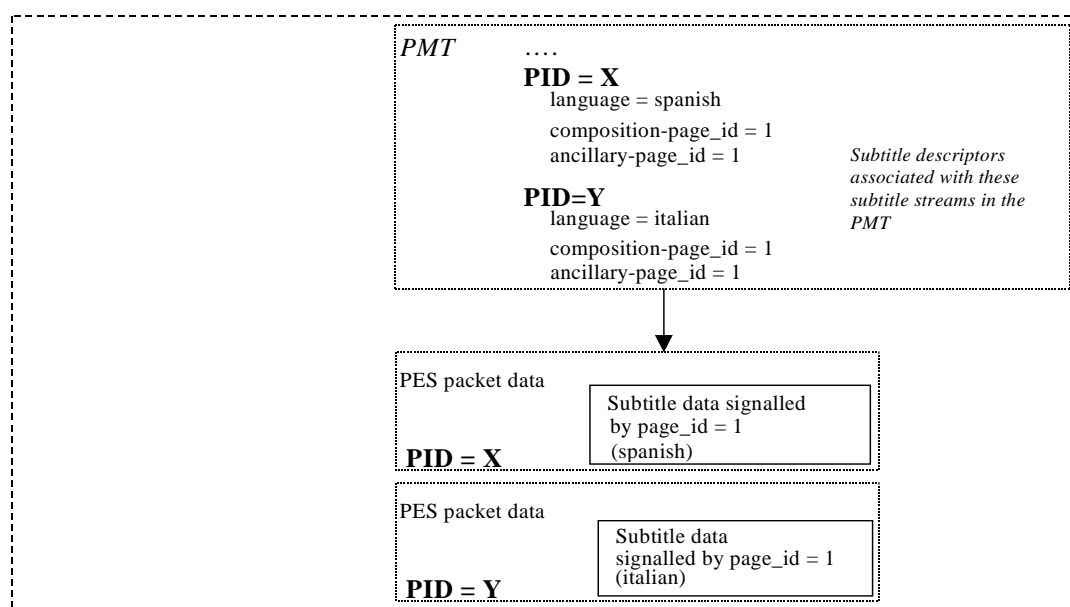 PMT ....
PID = X
language = spanish
composition-page_id = 1
ancillary-page_id = 1
Subtitle descriptors
associated with these
subtitle streams in the
PMT
PID=Y
language = italian
composition-page_id = 1
ancillary-page_id = 1
PES packet data
Subtitle data signalled
by page_id = 1
(spanish)
PID = X
PES packet data
Subtitle data
signalled by page_id = 1
(italian)
PID = Y